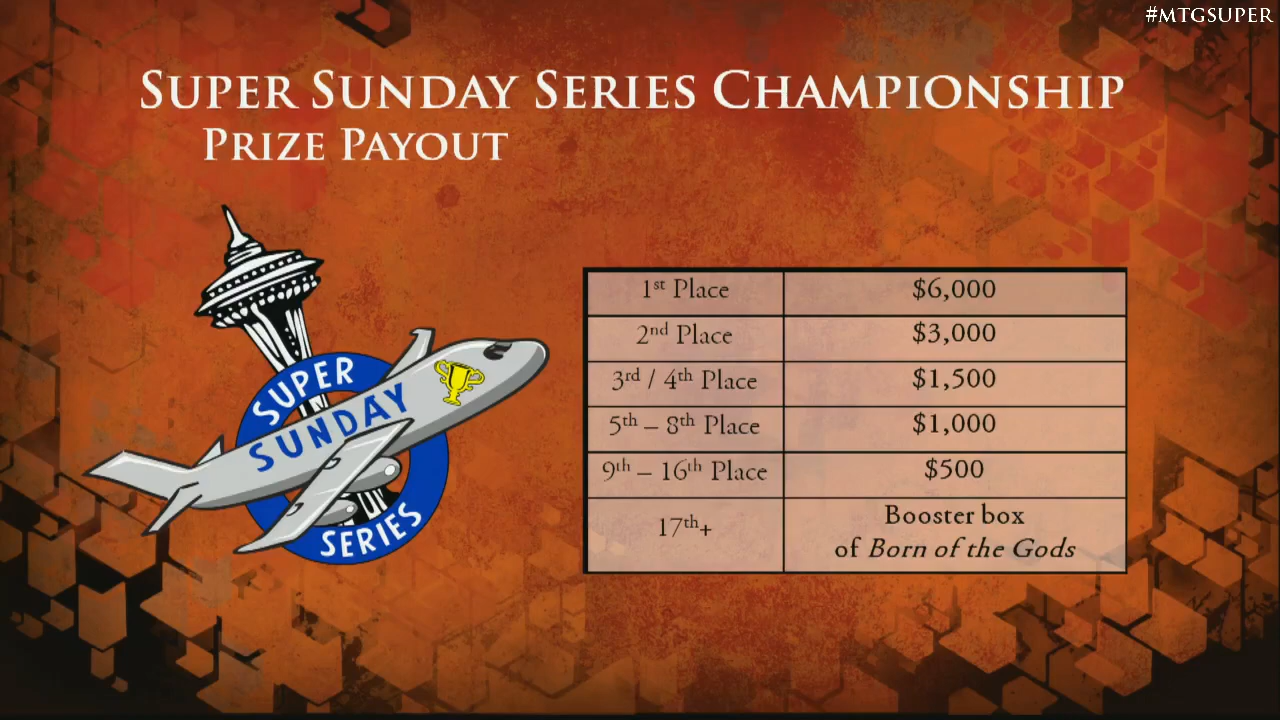 #MTGSUPER
SUPER SUNDAY SERIES CHAMPIONSHIP
PRIZE PAYOUT
SUPER
SUNDAY
SERIES
1st Place $6,000
2nd Place $3,000
3rd / 4th Place $1,500
5th – 8th Place $1,000
9th – 16th Place $500
17th+ Booster box
of Born of the Gods